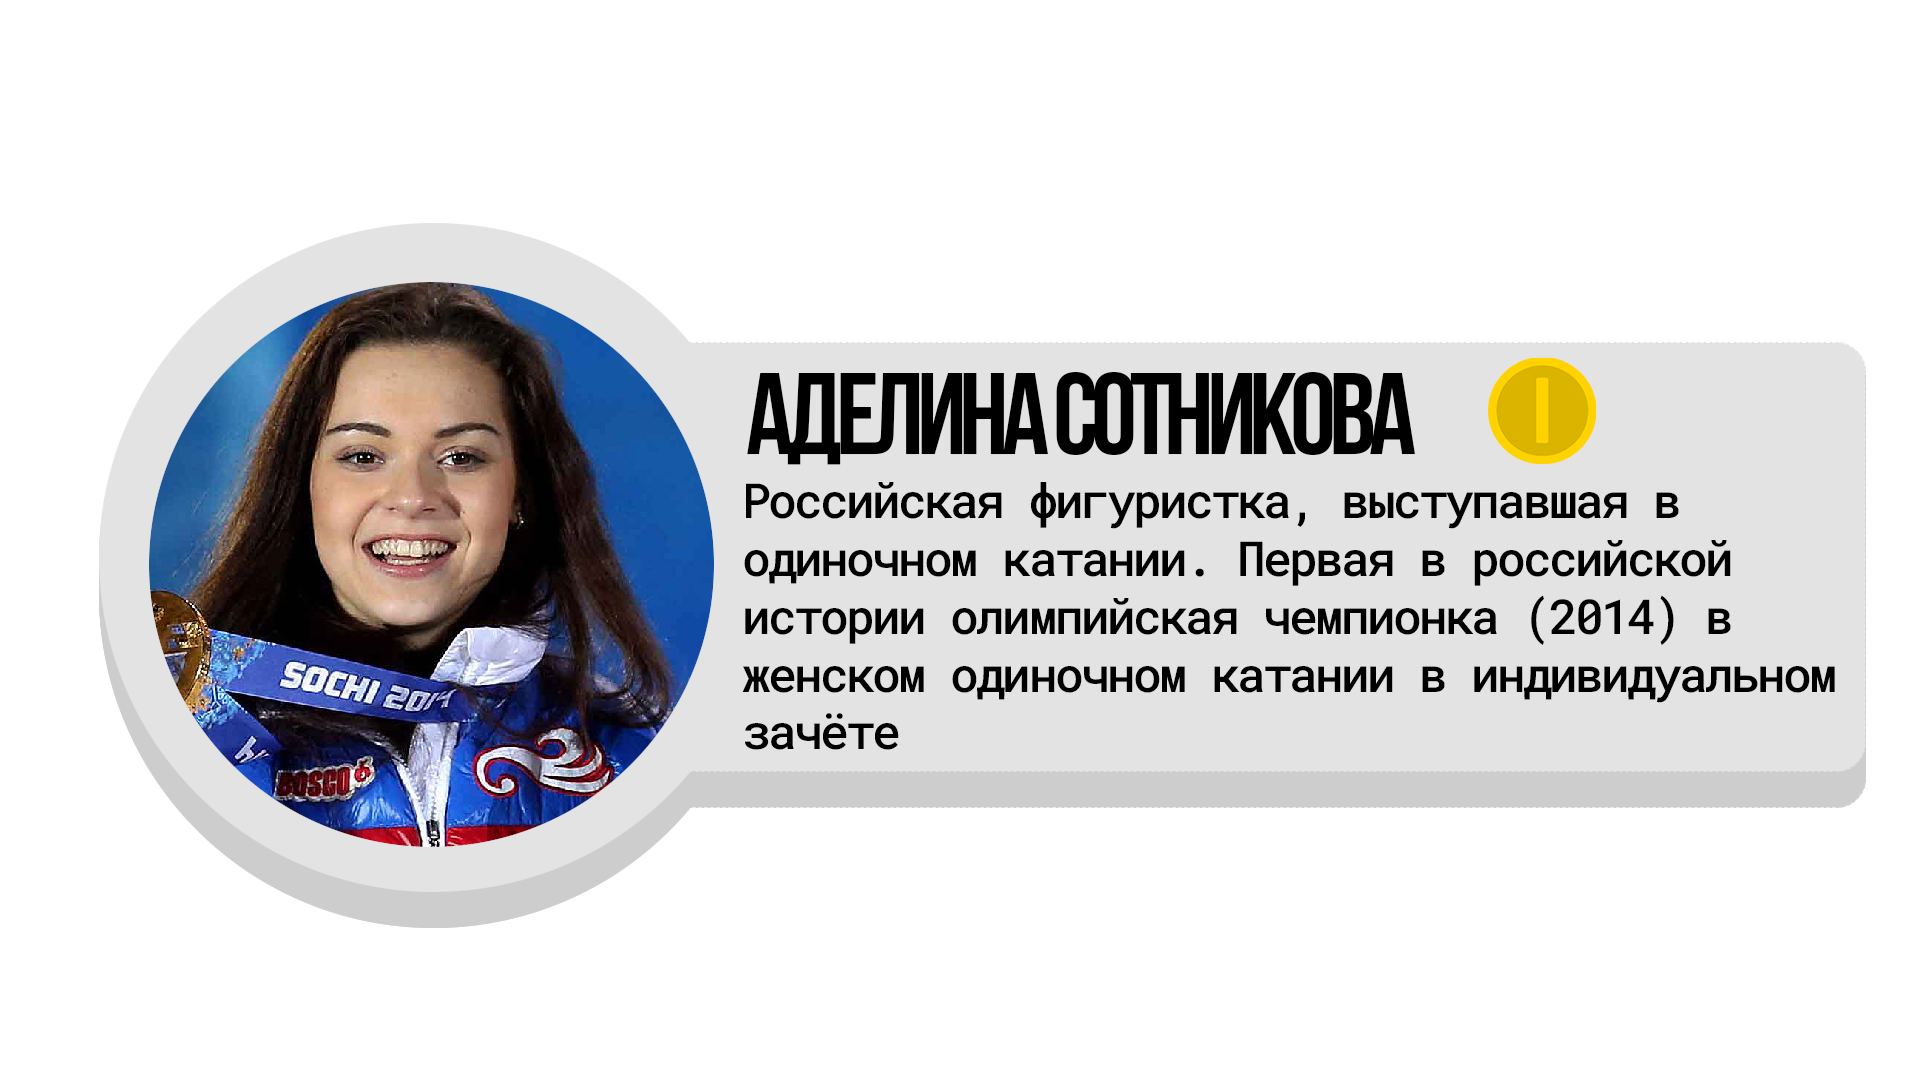 АДЕЛИНА СОТНИКОВА
Российская фигуристка, выступавшая в
одиночном катании. Первая в российской
истории олимпийская чемпионка (2014) в
женском одиночном катании в индивидуальном
зачёте
SOCHI 2014
BOSCO